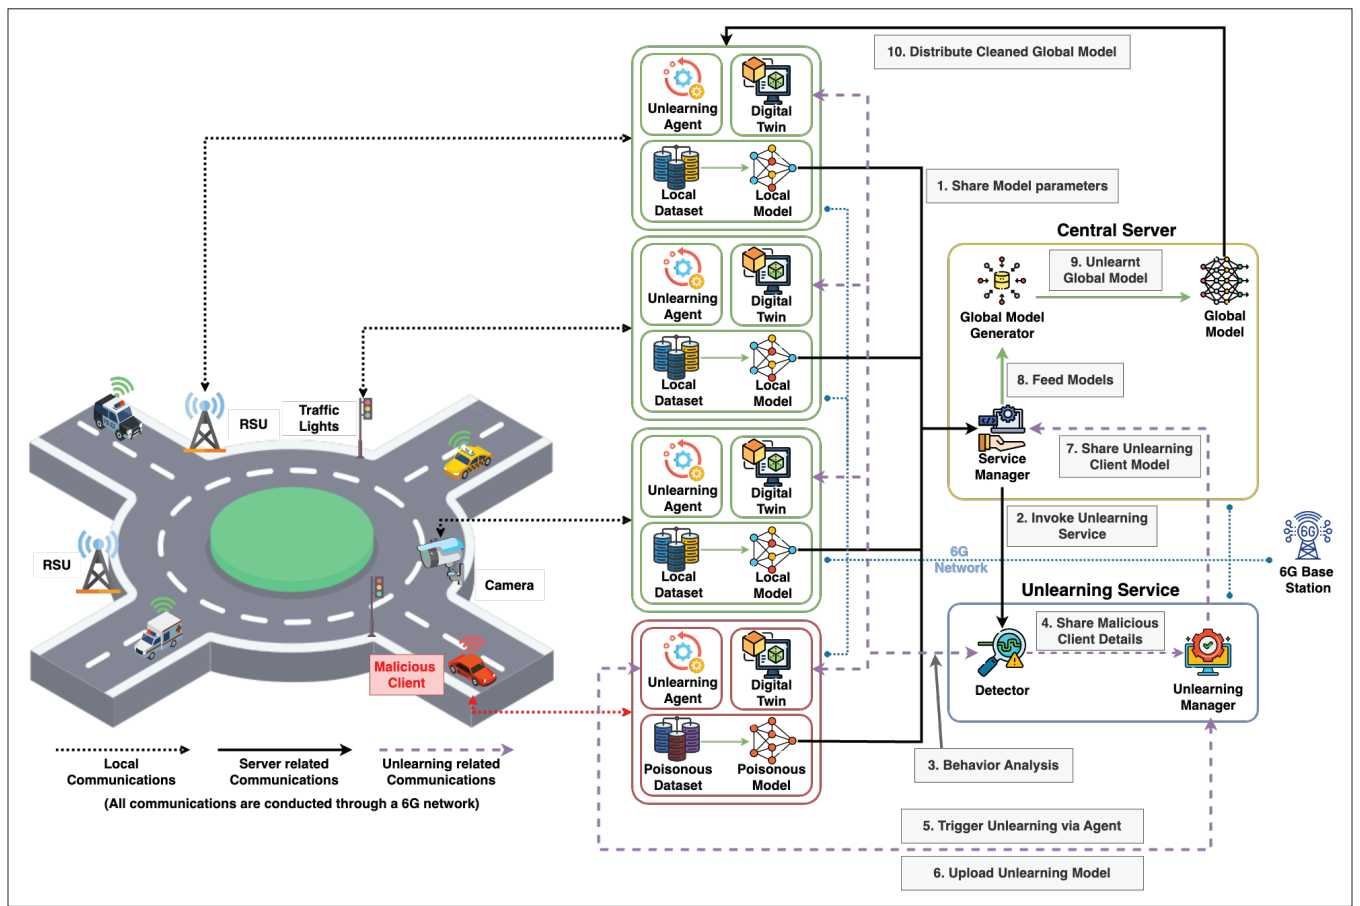 10. Distribute Cleaned Global Model
Unlearning
Agent
Digital
Twin
Local
Dataset
Local
Model
1. Share Model parameters
Central Server
9. Unlearnt
Global Model
Global Model
Generator
Global
Model
Unlearning
Agent
Digital
Twin
Local
Dataset
Local
Model
8. Feed Models
Service
Manager
7. Share Unlearning
Client Model
RSU
Traffic
Lights
Unlearning
Agent
Digital
Twin
Local
Dataset
Local
Model
2. Invoke Unlearning
Service
6G
Network
6G
6G Base
Station
RSU
Camera
Unlearning Service
4. Share Malicious
Client Details
Detector
Unlearning
Manager
Malicious
Client
Unlearning
Agent
Digital
Twin
Poisonous
Dataset
Poisonous
Model
3. Behavior Analysis
Local
Communications
Server related
Communications
Unlearning related
Communications
(All communications are conducted through a 6G network)
5. Trigger Unlearning via Agent
6. Upload Unlearning Model